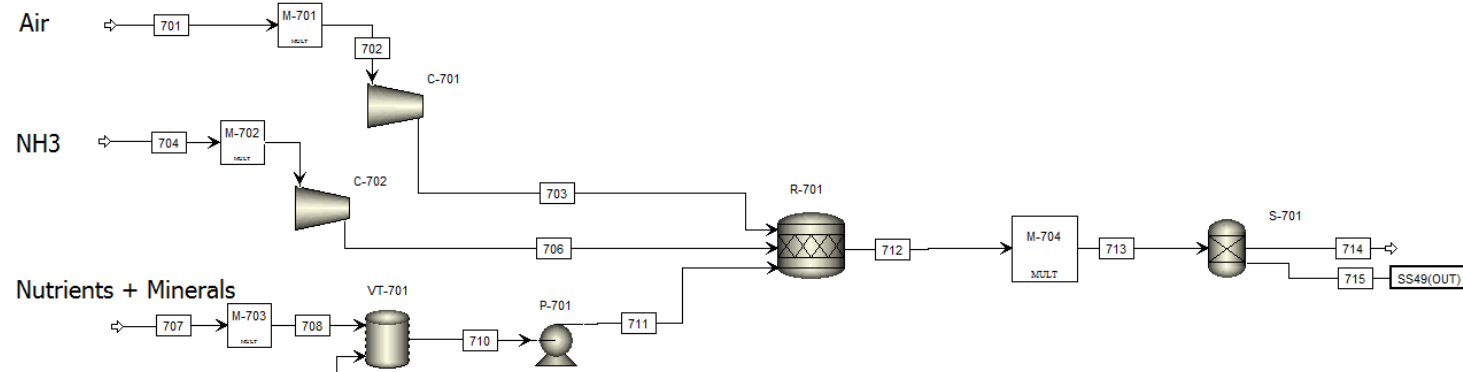 Air
701
M-701
MULT
702
C-701
NH3
704
M-702
MULT
C-702
703
R-701
706
712
M-704
MULT
713
S-701
714
715
SS49(OUT)
Nutrients + Minerals
707
M-703
MULT
708
VT-701
710
P-701
711